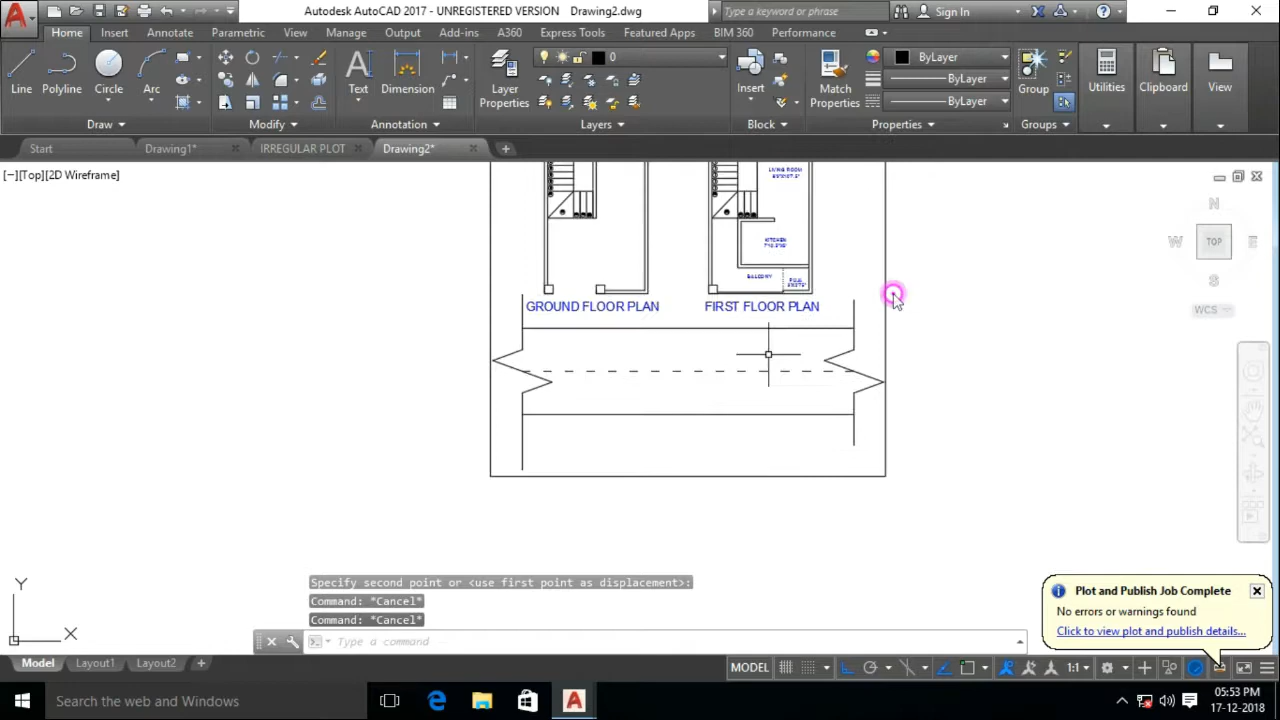 Autodesk AutoCAD 2017 - UNREGISTERED VERSION Drawing2.dwg
Type a keyword or phrase
Sign In
Home Insert Annotate Parametric View Manage Output Add-ins A360 Express Tools Featured Apps BIM 360 Performance
Line Polyline Circle Arc
Text Dimension
Layer Properties
0
Insert
Match Properties
ByLayer
ByLayer
ByLayer
Group
Utilities
Clipboard
View
Draw Modify Annotation Layers Block Properties Groups
Start Drawing1* IRREGULAR PLOT Drawing2*
[−][Top][2D Wireframe]
N
W TOP E
S
WCS
LIVING ROOM
KITCHEN
BALCONY
GROUND FLOOR PLAN FIRST FLOOR PLAN
Y
X
Specify second point or <use first point as displacement>:
Command: *Cancel*
Command: *Cancel*
Type a command
Plot and Publish Job Complete
No errors or warnings found
Click to view plot and publish details...
Model Layout1 Layout2
MODEL 1:1
Search the web and Windows
05:53 PM
17-12-2018